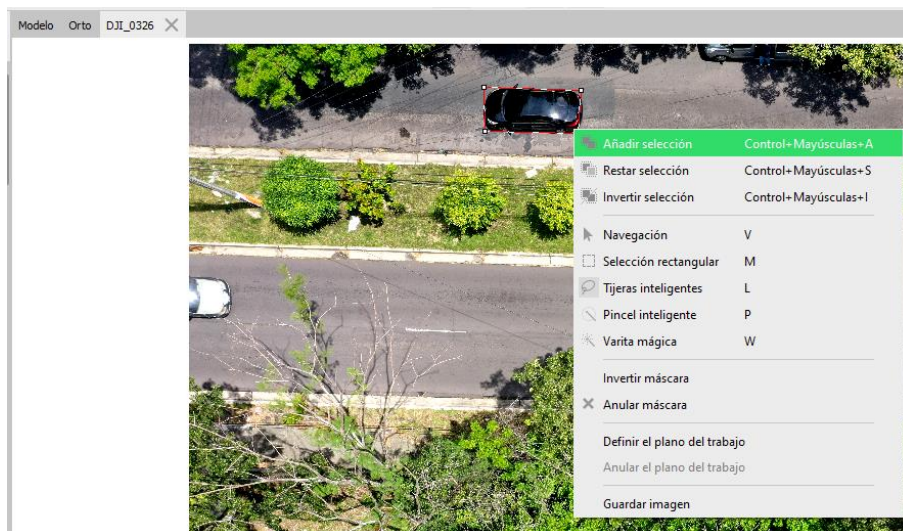 Modelo Orto DJI_0326
Añadir selección Control+Mayúsculas+A
Restar selección Control+Mayúsculas+S
Invertir selección Control+Mayúsculas+I
Navegación V
Selección rectangular M
Tijeras inteligentes L
Pincel inteligente P
Varita mágica W
Invertir máscara
Anular máscara
Definir el plano del trabajo
Anular el plano del trabajo
Guardar imagen